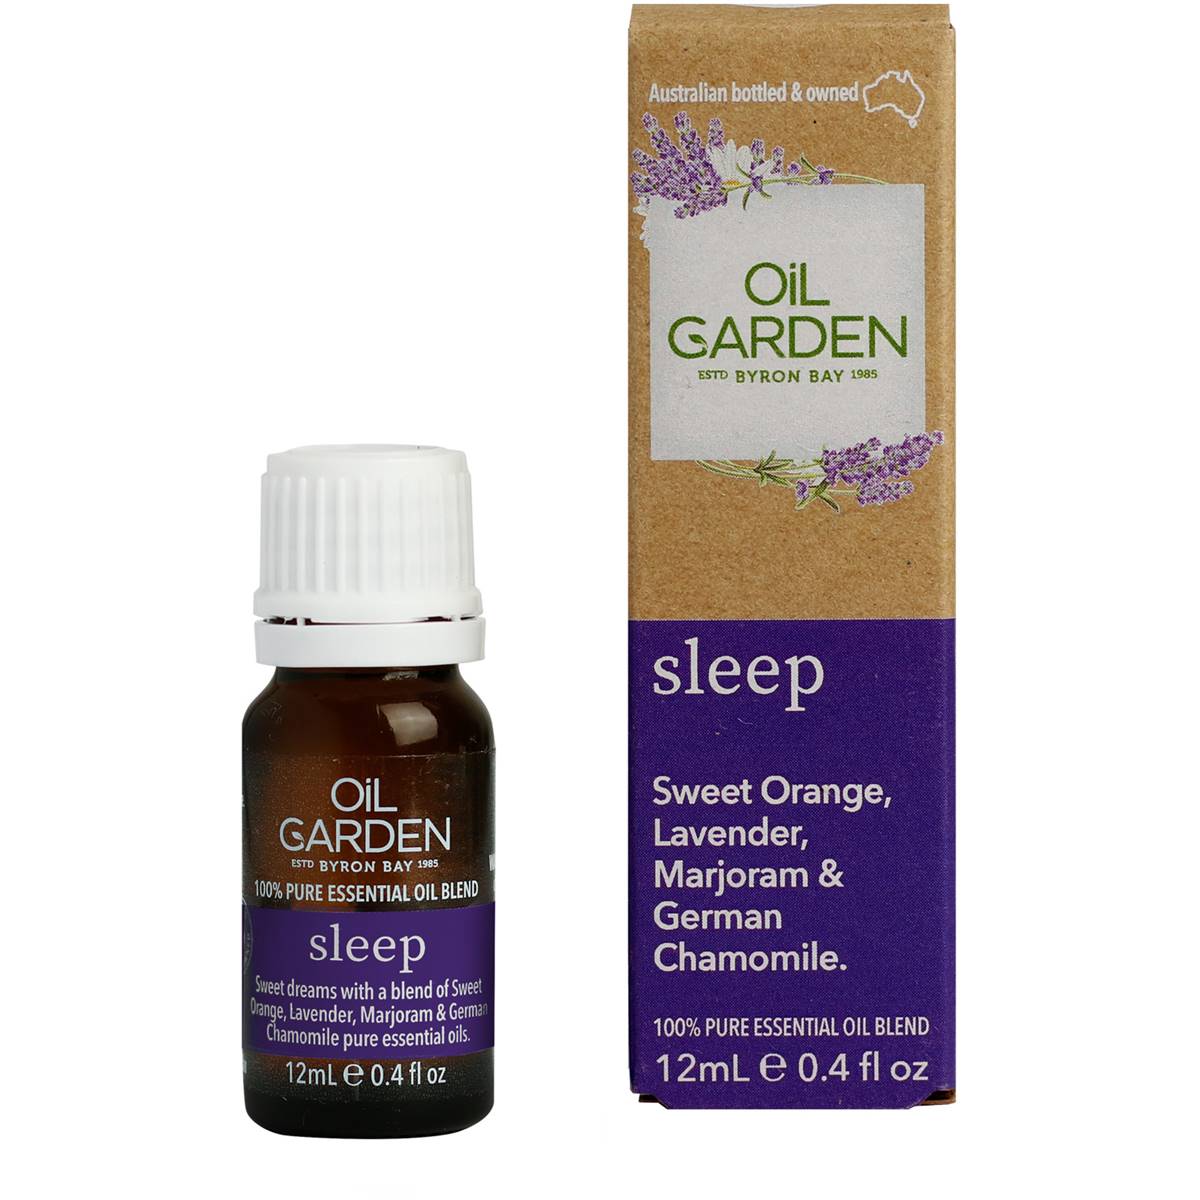 Australian bottled & owned
OiL
GARDEN
ESTD BYRON BAY 1985
sleep
Sweet Orange,
Lavender,
Marjoram &
German
Chamomile.
100% PURE ESSENTIAL OIL BLEND
12mL ℮ 0.4 fl oz
OiL
GARDEN
ESTD BYRON BAY 1985
100% PURE ESSENTIAL OIL BLEND
sleep
Sweet dreams with a blend of Sweet
Orange, Lavender, Marjoram & German
Chamomile pure essential oils.
12mL ℮ 0.4 fl oz